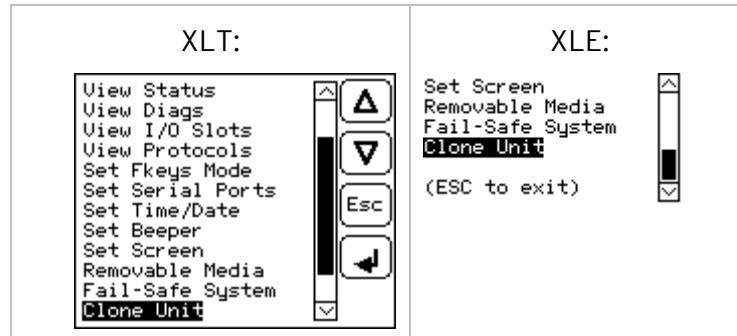 XLT:
View Status
View Diags
View I/O Slots
View Protocols
Set Fkeys Mode
Set Serial Ports
Set Time/Date
Set Beeper
Set Screen
Removable Media
Fail-Safe System
Clone Unit
Esc
XLE:
Set Screen
Removable Media
Fail-Safe System
Clone Unit
(ESC to exit)